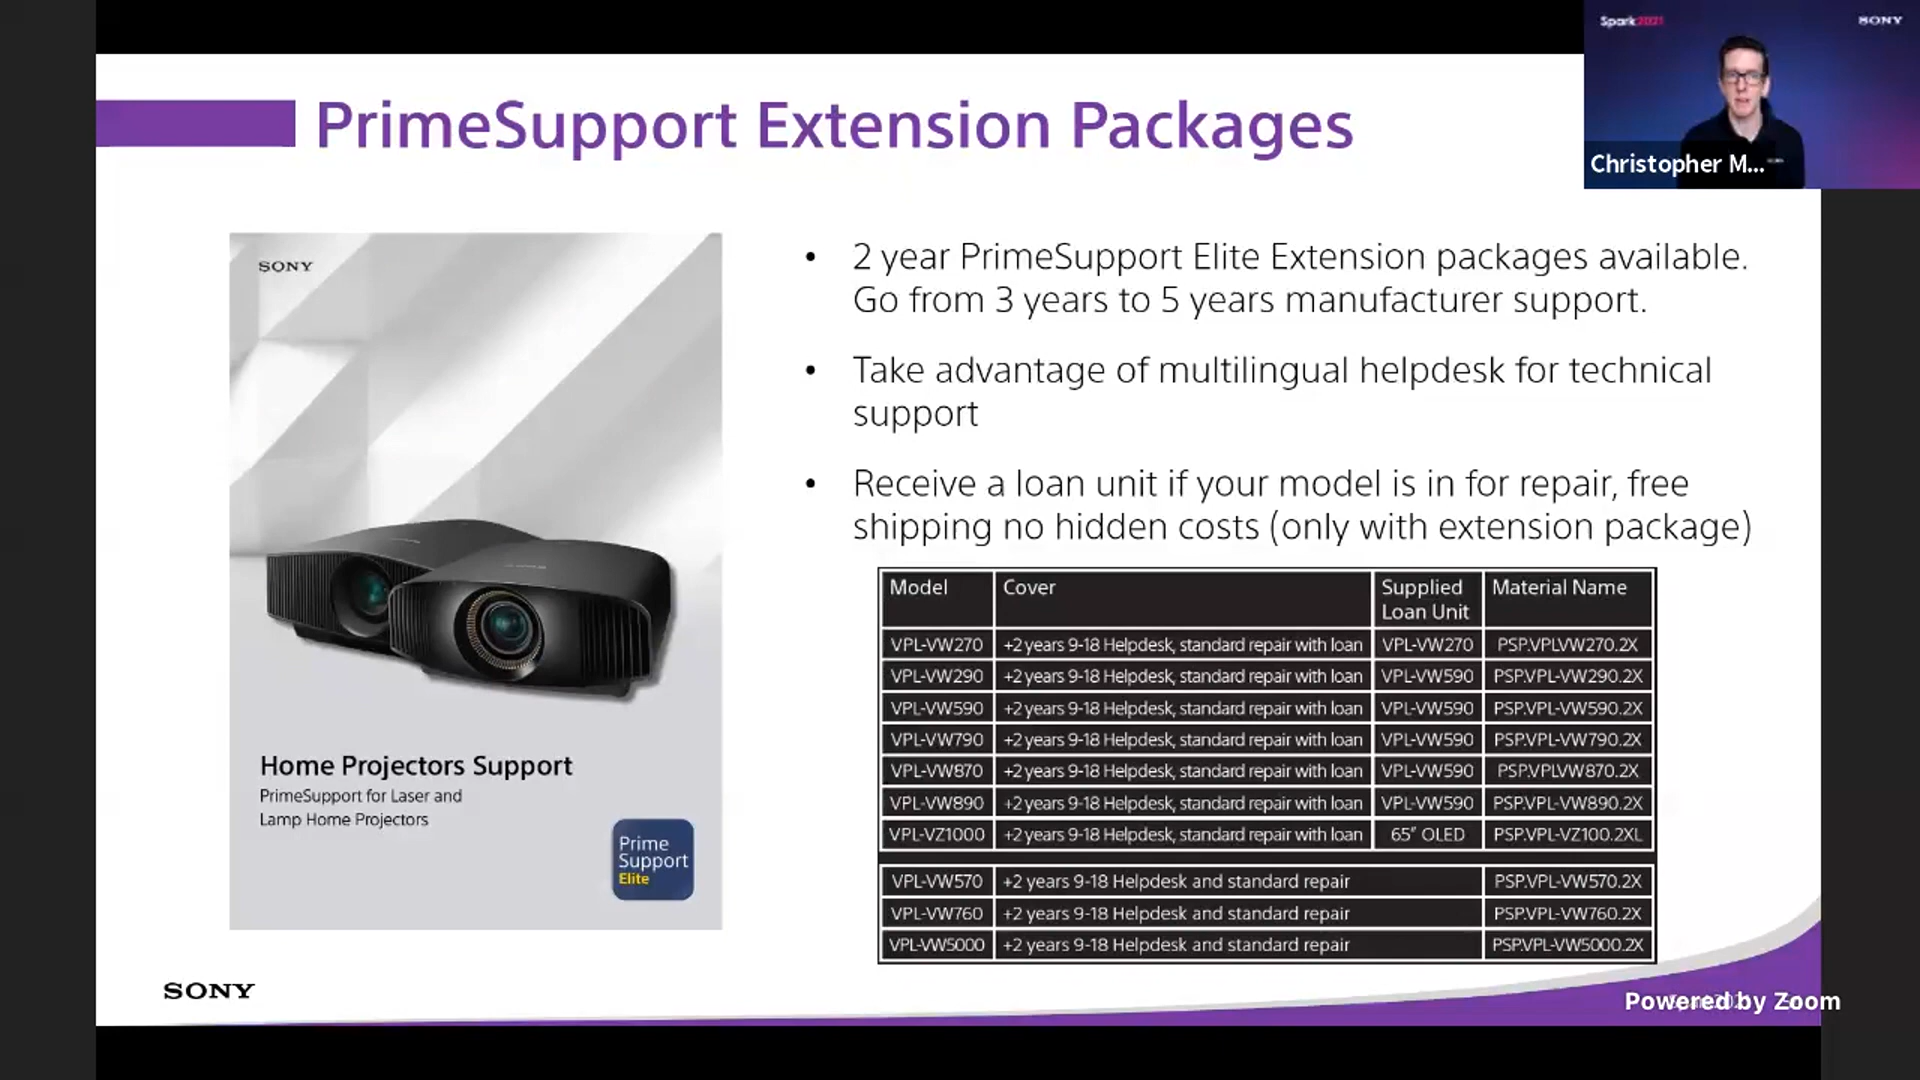 Spark2021
SONY
Christopher M...
PrimeSupport Extension Packages
SONY
Home Projectors Support
PrimeSupport for Laser and
Lamp Home Projectors
Prime
Support
Elite
• 2 year PrimeSupport Elite Extension packages available.
Go from 3 years to 5 years manufacturer support.
• Take advantage of multilingual helpdesk for technical
support
• Receive a loan unit if your model is in for repair, free
shipping no hidden costs (only with extension package)
Model Cover Supplied Loan Unit Material Name
VPL-VW270 +2 years 9-18 Helpdesk, standard repair with loan VPL-VW270 PSP.VPLVW270.2X
VPL-VW290 +2 years 9-18 Helpdesk, standard repair with loan VPL-VW590 PSP.VPL-VW290.2X
VPL-VW590 +2 years 9-18 Helpdesk, standard repair with loan VPL-VW590 PSP.VPL-VW590.2X
VPL-VW790 +2 years 9-18 Helpdesk, standard repair with loan VPL-VW590 PSP.VPL-VW790.2X
VPL-VW870 +2 years 9-18 Helpdesk, standard repair with loan VPL-VW590 PSP.VPLVW870.2X
VPL-VW890 +2 years 9-18 Helpdesk, standard repair with loan VPL-VW590 PSP.VPL-VW890.2X
VPL-VZ1000 +2 years 9-18 Helpdesk, standard repair with loan 65” OLED PSP.VPL-VZ100.2XL
VPL-VW570 +2 years 9-18 Helpdesk and standard repair PSP.VPL-VW570.2X
VPL-VW760 +2 years 9-18 Helpdesk and standard repair PSP.VPL-VW760.2X
VPL-VW5000 +2 years 9-18 Helpdesk and standard repair PSP.VPL-VW5000.2X
SONY
Powered by Zoom